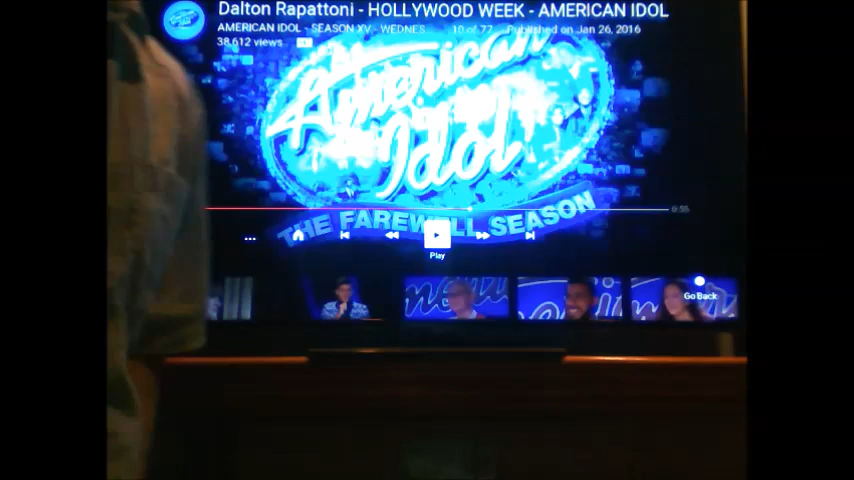 Dalton Rapattoni - HOLLYWOOD WEEK - AMERICAN IDOL
AMERICAN IDOL - SEASON XV - WEDNES 10 of 77 Published on Jan 26, 2016
38,612 views
American
Idol
THE FAREWELL SEASON
0:55
Play
Go Back